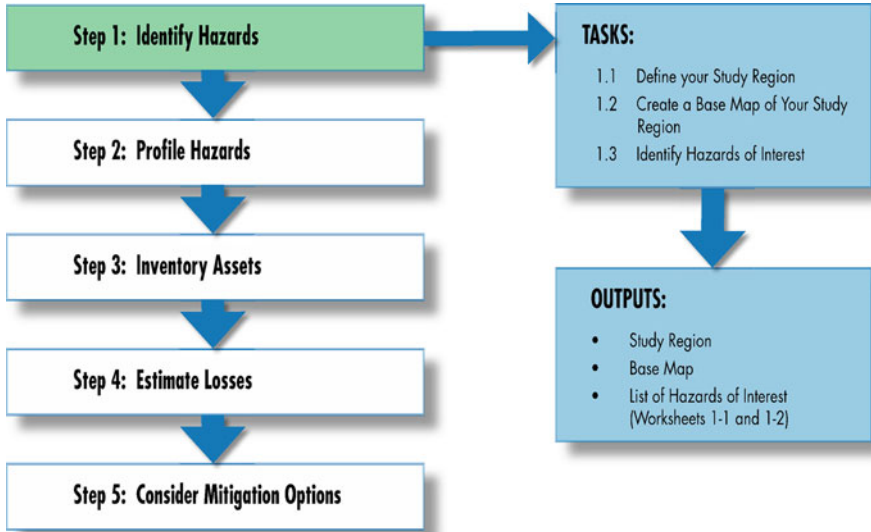 Step 1: Identify Hazards
Step 2: Profile Hazards
Step 3: Inventory Assets
Step 4: Estimate Losses
Step 5: Consider Mitigation Options
TASKS:
1.1 Define your Study Region
1.2 Create a Base Map of Your Study
Region
1.3 Identify Hazards of Interest
OUTPUTS:
• Study Region
• Base Map
• List of Hazards of Interest
(Worksheets 1-1 and 1-2)